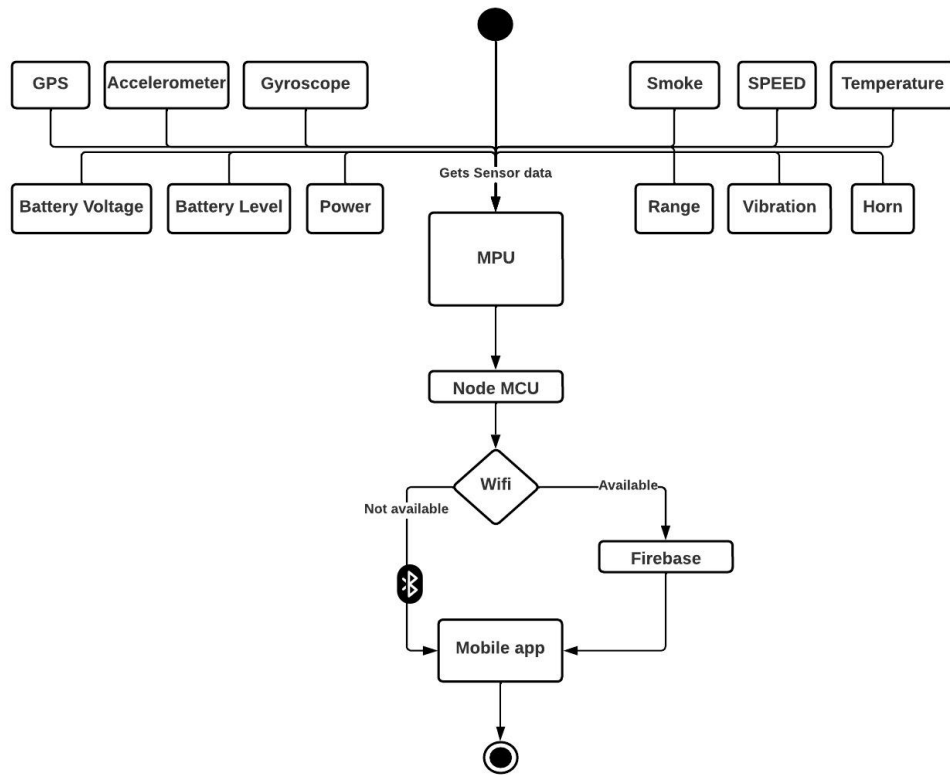 GPS
Accelerometer
Gyroscope
Smoke
SPEED
Temperature
Gets Sensor data
Battery Voltage
Battery Level
Power
Range
Vibration
Horn
MPU
Node MCU
Wifi
Available
Not available
Firebase
Mobile app